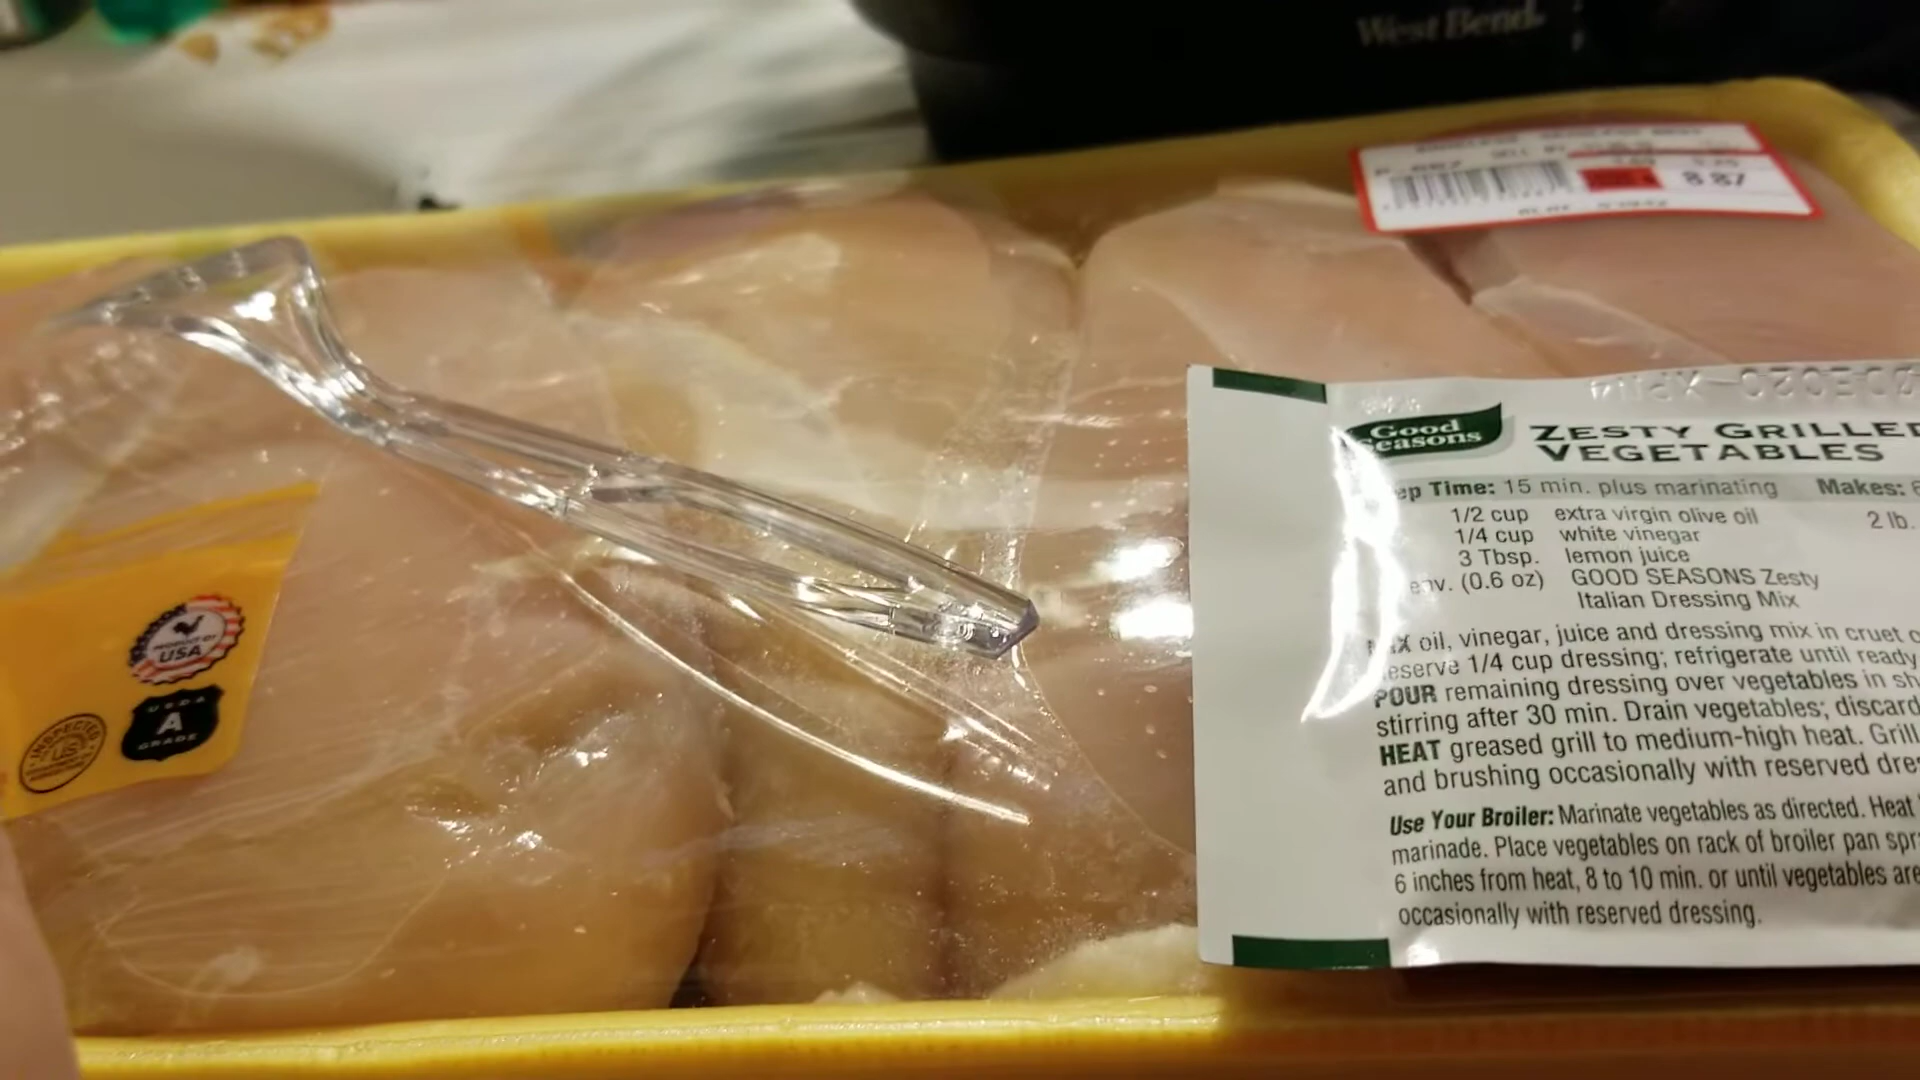 West Bend
8 87
Good
Seasons
ZESTY GRILLED
VEGETABLES
Time: 15 min. plus marinating Makes:
1/2 cup extra virgin olive oil 2 lb.
1/4 cup white vinegar
3 Tbsp. lemon juice
env. (0.6 oz) GOOD SEASONS Zesty
Italian Dressing Mix
oil, vinegar, juice and dressing mix in cruet
1/4 cup dressing; refrigerate until ready
POUR remaining dressing over vegetables in
stirring after 30 min. Drain vegetables; discard
HEAT greased grill to medium-high heat. Grill
and brushing occasionally with reserved
Use Your Broiler: Marinate vegetables as directed. Heat
marinade. Place vegetables on rack of broiler pan
6 inches from heat, 8 to 10 min. or until vegetables are
occasionally with reserved dressing.
PRODUCT OF
USA
USDA
A
GRADE
INSPECTED